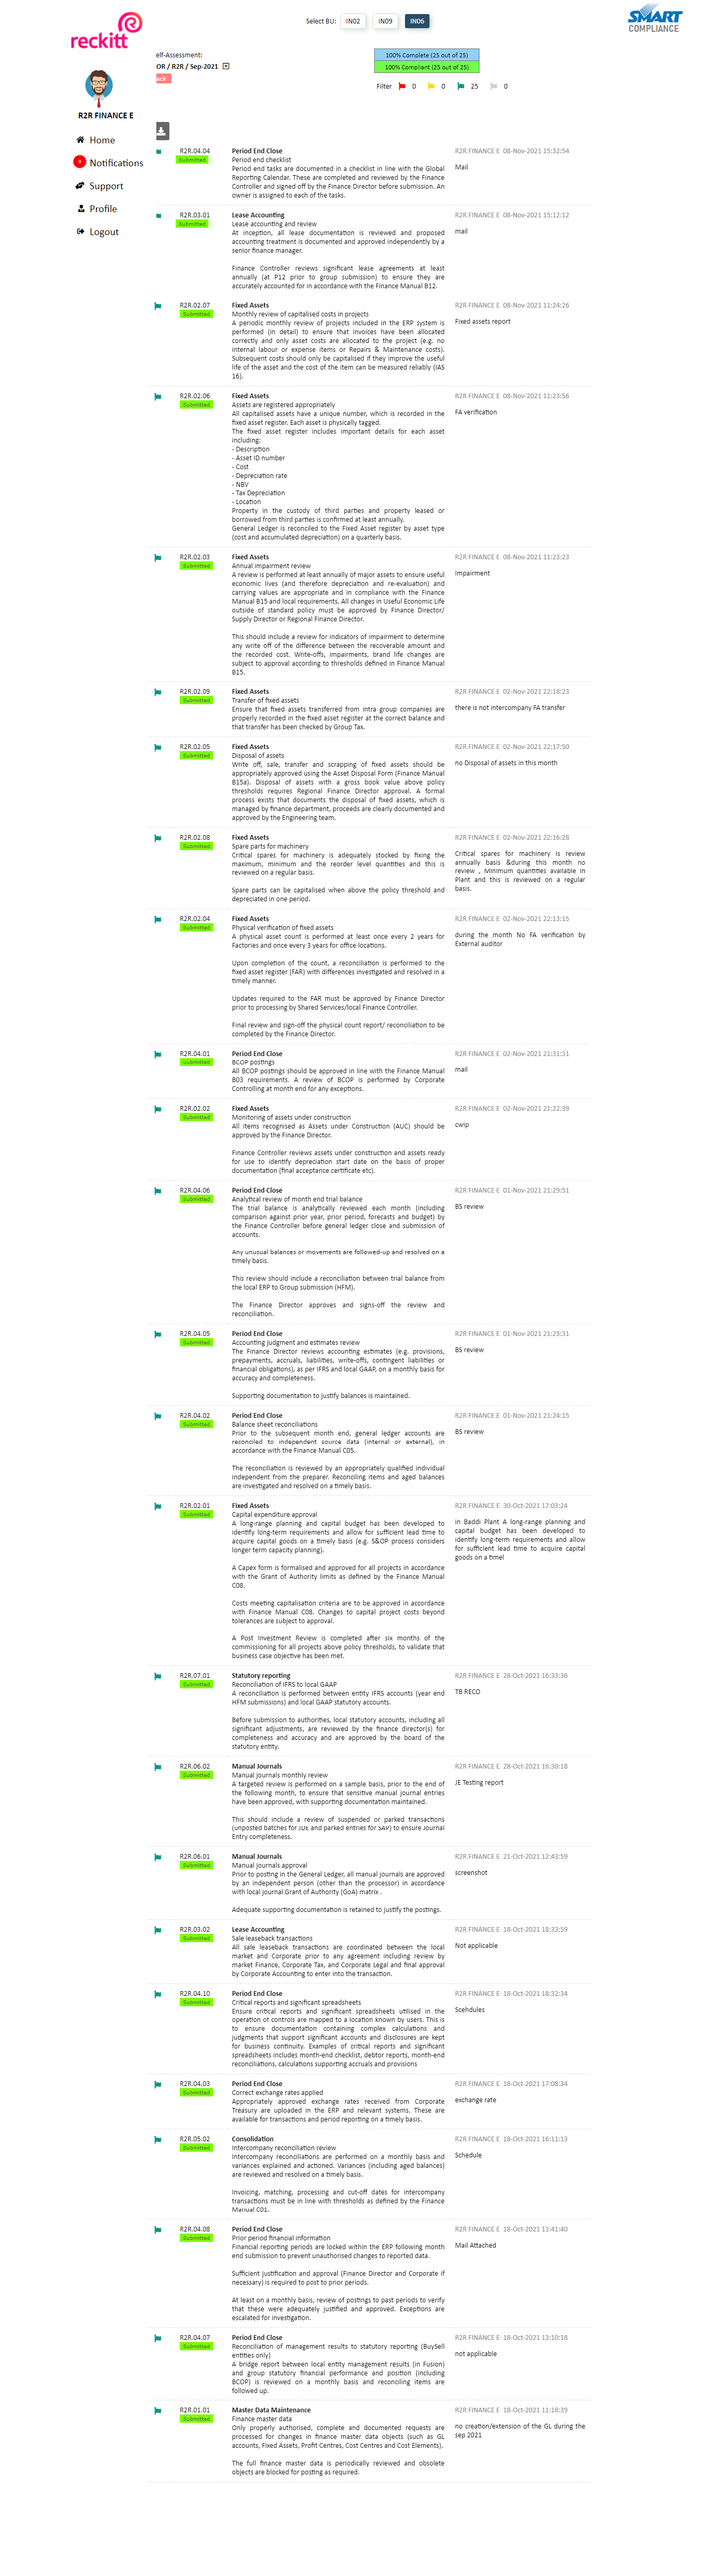 reckitt
Select BU: IN02 IN09 IN06
SMART
COMPLIANCE
elf-Assessment:
OR / R2R / Sep-2021
ack
100% Complete (25 out of 25)
100% Compliant (25 out of 25)
Filter 0 0 25 0
R2R FINANCE E
Home
9 Notifications
Support
Profile
Logout
R2R.04.04
Submitted
Period End Close
Period end checklist
Period end tasks are documented in a checklist in line with the Global
Reporting Calendar. These are completed and reviewed by the Finance
Controller and signed off by the Finance Director before submission. An
owner is assigned to each of the tasks.
R2R FINANCE E 08-Nov-2021 15:32:54
Mail
R2R.03.01
Submitted
Lease Accounting
Lease accounting and review
At inception, all lease documentation is reviewed and proposed
accounting treatment is documented and approved independently by a
senior finance manager.
Finance Controller reviews significant lease agreements at least
annually (at P12 prior to group submission) to ensure they are
accurately accounted for in accordance with the Finance Manual B12.
R2R FINANCE E 08-Nov-2021 15:12:12
mail
R2R.02.07
Submitted
Fixed Assets
Monthly review of capitalised costs in projects
A periodic monthly review of projects included in the ERP system is
performed (in detail) to ensure that invoices have been allocated
correctly and only asset costs are allocated to the project (e.g. no
internal labour or expense items or Repairs & Maintenance costs).
Subsequent costs should only be capitalised if they improve the useful
life of the asset and the cost of the item can be measured reliably (IAS
16).
R2R FINANCE E 08-Nov-2021 11:24:26
Fixed assets report
R2R.02.06
Submitted
Fixed Assets
Assets are registered appropriately
All capitalised assets have a unique number, which is recorded in the
fixed asset register. Each asset is physically tagged.
The fixed asset register includes important details for each asset
including:
- Description
- Asset ID number
- Cost
- Depreciation rate
- NBV
- Tax Depreciation
- Location
Property in the custody of third parties and property leased or
borrowed from third parties is confirmed at least annually.
General Ledger is reconciled to the Fixed Asset register by asset type
(cost and accumulated depreciation) on a quarterly basis.
R2R FINANCE E 08-Nov-2021 11:23:56
FA verification
R2R.02.03
Submitted
Fixed Assets
Annual impairment review
A review is performed at least annually of major assets to ensure useful
economic lives (and therefore depreciation and re-evaluation) and
carrying values are appropriate and in compliance with the Finance
Manual B15 and local requirements. All changes in Useful Economic Life
outside of standard policy must be approved by Finance Director/
Supply Director or Regional Finance Director.
This should include a review for indicators of impairment to determine
any write off of the difference between the recoverable amount and
the recorded cost. Write-offs, impairments, brand life changes are
subject to approval according to thresholds defined in Finance Manual
B15.
R2R FINANCE E 08-Nov-2021 11:23:23
Impairment
R2R.02.09
Submitted
Fixed Assets
Transfer of fixed assets
Ensure that fixed assets transferred from intra group companies are
properly recorded in the fixed asset register at the correct balance and
that transfer has been checked by Group Tax.
R2R FINANCE E 02-Nov-2021 22:18:23
there is not intercompany FA transfer
R2R.02.05
Submitted
Fixed Assets
Disposal of assets
Write off, sale, transfer and scrapping of fixed assets should be
appropriately approved using the Asset Disposal Form (Finance Manual
B15a). Disposal of assets with a gross book value above policy
thresholds requires Regional Finance Director approval. A formal
process exists that documents the disposal of fixed assets, which is
managed by finance department, proceeds are clearly documented and
approved by the Engineering team.
R2R FINANCE E 02-Nov-2021 22:17:50
no Disposal of assets in this month
R2R.02.08
Submitted
Fixed Assets
Spare parts for machinery
Critical spares for machinery is adequately stocked by fixing the
maximum, minimum and the reorder level quantities and this is
reviewed on a regular basis.
Spare parts can be capitalised when above the policy threshold and
depreciated in one period.
R2R FINANCE E 02-Nov-2021 22:16:28
Critical spares for machinery is review
annually basis &during this month no
review , Minimum quantities available in
Plant and this is reviewed on a regular
basis.
R2R.02.04
Submitted
Fixed Assets
Physical verification of fixed assets
A physical asset count is performed at least once every 2 years for
Factories and once every 3 years for office locations.
Upon completion of the count, a reconciliation is performed to the
fixed asset register (FAR) with differences investigated and resolved in a
timely manner.
Updates required to the FAR must be approved by Finance Director
prior to processing by Shared Services/local Finance Controller.
Final review and sign-off the physical count report/ reconciliation to be
completed by the Finance Director.
R2R FINANCE E 02-Nov-2021 22:13:15
during the month No FA verification by
External auditor
R2R.04.01
Submitted
Period End Close
BCOP postings
All BCOP postings should be approved in line with the Finance Manual
B03 requirements. A review of BCOP is performed by Corporate
Controlling at month end for any exceptions.
R2R FINANCE E 02-Nov-2021 21:31:31
mail
R2R.02.02
Submitted
Fixed Assets
Monitoring of assets under construction
All items recognised as Assets under Construction (AUC) should be
approved by the Finance Director.
Finance Controller reviews assets under construction and assets ready
for use to identify depreciation start date on the basis of proper
documentation (final acceptance certificate etc).
R2R FINANCE E 02-Nov-2021 21:22:39
cwip
R2R.04.06
Submitted
Period End Close
Analytical review of month end trial balance
The trial balance is analytically reviewed each month (including
comparison against prior year, prior period, forecasts and budget) by
the Finance Controller before general ledger close and submission of
accounts.
Any unusual balances or movements are followed-up and resolved on a
timely basis.
This review should include a reconciliation between trial balance from
the local ERP to Group submission (HFM).
The Finance Director approves and signs-off the review and
reconciliation.
R2R FINANCE E 01-Nov-2021 21:29:51
BS review
R2R.04.05
Submitted
Period End Close
Accounting judgment and estimates review
The Finance Director reviews accounting estimates (e.g. provisions,
prepayments, accruals, liabilities, write-offs, contingent liabilities or
financial obligations), as per IFRS and local GAAP, on a monthly basis for
accuracy and completeness.
Supporting documentation to justify balances is maintained.
R2R FINANCE E 01-Nov-2021 21:25:31
BS review
R2R.04.02
Submitted
Period End Close
Balance sheet reconciliations
Prior to the subsequent month end, general ledger accounts are
reconciled to independent source data (internal or external), in
accordance with the Finance Manual C05.
The reconciliation is reviewed by an appropriately qualified individual
independent from the preparer. Reconciling items and aged balances
are investigated and resolved on a timely basis.
R2R FINANCE E 01-Nov-2021 21:24:15
BS review
R2R.02.01
Submitted
Fixed Assets
Capital expenditure approval
A long-range planning and capital budget has been developed to
identify long-term requirements and allow for sufficient lead time to
acquire capital goods on a timely basis (e.g. S&OP process considers
longer term capacity planning).
A Capex form is formalised and approved for all projects in accordance
with the Grant of Authority limits as defined by the Finance Manual
C08.
Costs meeting capitalisation criteria are to be approved in accordance
with Finance Manual C08. Changes to capital project costs beyond
tolerances are subject to approval.
A Post Investment Review is completed after six months of the
commissioning for all projects above policy thresholds, to validate that
business case objective has been met.
R2R FINANCE E 30-Oct-2021 17:03:24
in Baddi Plant A long-range planning and
capital budget has been developed to
identify long-term requirements and allow
for sufficient lead time to acquire capital
goods on a timel
R2R.07.01
Submitted
Statutory reporting
Reconciliation of IFRS to local GAAP
A reconciliation is performed between entity IFRS accounts (year end
HFM submissions) and local GAAP statutory accounts.
Before submission to authorities, local statutory accounts, including all
significant adjustments, are reviewed by the finance director(s) for
completeness and accuracy and are approved by the board of the
statutory entity.
R2R FINANCE E 28-Oct-2021 16:33:36
TB RECO
R2R.06.02
Submitted
Manual Journals
Manual journals monthly review
A targeted review is performed on a sample basis, prior to the end of
the following month, to ensure that sensitive manual journal entries
have been approved, with supporting documentation maintained.
This should include a review of suspended or parked transactions
(unposted batches for JDE and parked entries for SAP) to ensure Journal
Entry completeness.
R2R FINANCE E 28-Oct-2021 16:30:18
JE Testing report
R2R.06.01
Submitted
Manual Journals
Manual journals approval
Prior to posting in the General Ledger, all manual journals are approved
by an independent person (other than the processor) in accordance
with local journal Grant of Authority (GoA) matrix .
Adequate supporting documentation is retained to justify the postings.
R2R FINANCE E 21-Oct-2021 12:43:59
screenshot
R2R.03.02
Submitted
Lease Accounting
Sale leaseback transactions
All sale leaseback transactions are coordinated between the local
market and Corporate prior to any agreement including review by
market Finance, Corporate Tax, and Corporate Legal and final approval
by Corporate Accounting to enter into the transaction.
R2R FINANCE E 18-Oct-2021 18:33:59
Not applicable
R2R.04.10
Submitted
Period End Close
Critical reports and significant spreadsheets
Ensure critical reports and significant spreadsheets utilised in the
operation of controls are mapped to a location known by users. This is
to ensure documentation containing complex calculations and
judgments that support significant accounts and disclosures are kept
for business continuity. Examples of critical reports and significant
spreadsheets includes month-end checklist, debtor reports, month-end
reconciliations, calculations supporting accruals and provisions
R2R FINANCE E 18-Oct-2021 18:32:34
Scehdules
R2R.04.03
Submitted
Period End Close
Correct exchange rates applied
Appropriately approved exchange rates received from Corporate
Treasury are uploaded in the ERP and relevant systems. These are
available for transactions and period reporting on a timely basis.
R2R FINANCE E 18-Oct-2021 17:08:34
exchange rate
R2R.05.02
Submitted
Consolidation
Intercompany reconciliation review
Intercompany reconciliations are performed on a monthly basis and
variances explained and actioned. Variances (including aged balances)
are reviewed and resolved on a timely basis.
Invoicing, matching, processing and cut-off dates for intercompany
transactions must be in line with thresholds as defined by the Finance
Manual C01.
R2R FINANCE E 18-Oct-2021 16:11:13
Schedule
R2R.04.08
Submitted
Period End Close
Prior period financial information
Financial reporting periods are locked within the ERP following month
end submission to prevent unauthorised changes to reported data.
Sufficient justification and approval (Finance Director and Corporate if
necessary) is required to post to prior periods.
At least on a monthly basis, review of postings to past periods to verify
that these were adequately justified and approved. Exceptions are
escalated for investigation.
R2R FINANCE E 18-Oct-2021 13:41:40
Mail Attached
R2R.04.07
Submitted
Period End Close
Reconciliation of management results to statutory reporting (BuySell
entities only)
A bridge report between local entity management results (in Fusion)
and group statutory financial performance and position (including
BCOP) is reviewed on a monthly basis and reconciling items are
followed up.
R2R FINANCE E 18-Oct-2021 13:10:18
not applicable
R2R.01.01
Submitted
Master Data Maintenance
Finance master data
Only properly authorised, complete and documented requests are
processed for changes in finance master data objects (such as GL
accounts, Fixed Assets, Profit Centres, Cost Centres and Cost Elements).
The full finance master data is periodically reviewed and obsolete
objects are blocked for posting as required.
R2R FINANCE E 18-Oct-2021 11:18:39
no creation/extension of the GL during the
sep 2021